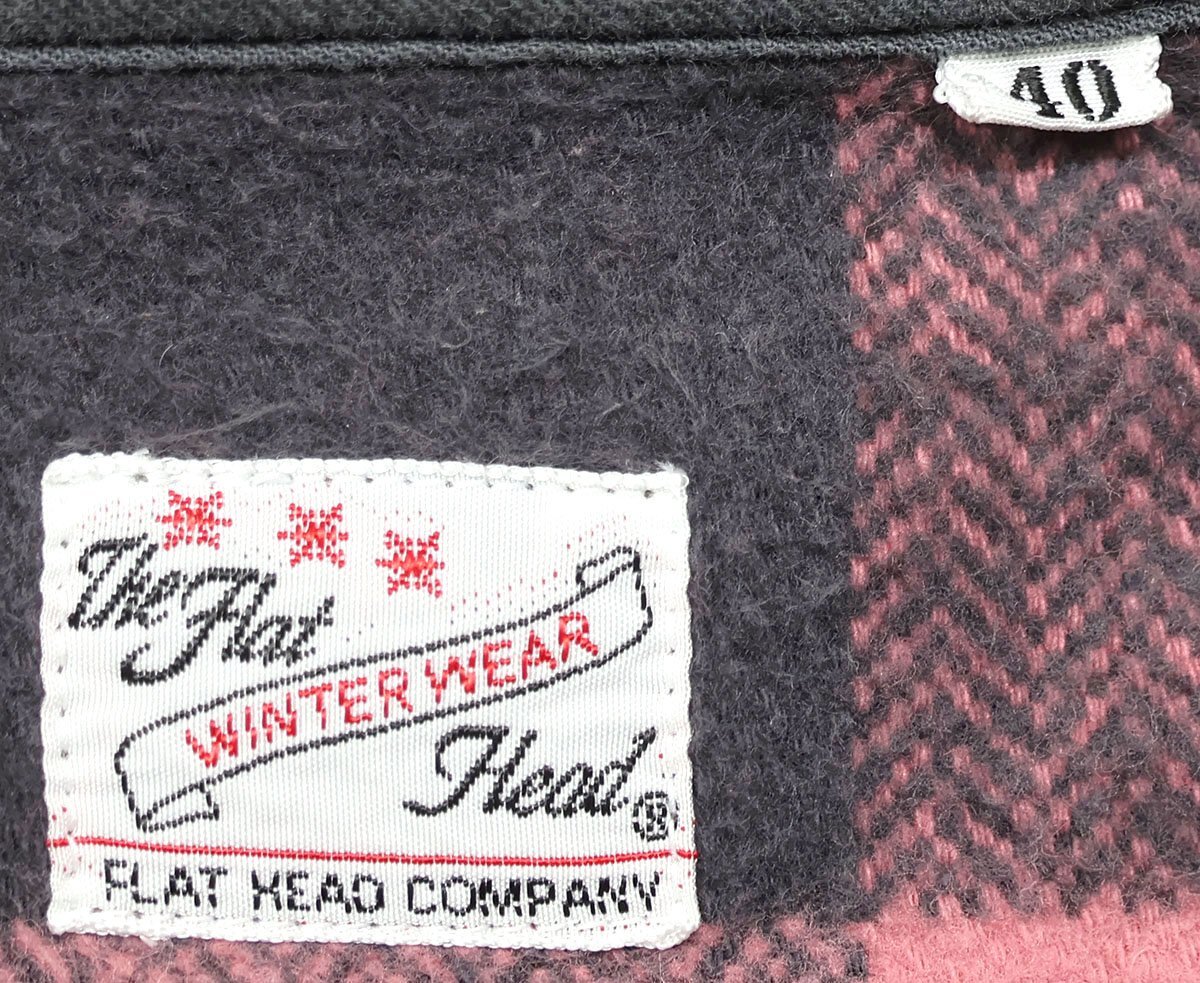 40
The Flat
WINTER WEAR
Head®
FLAT HEAD COMPANY